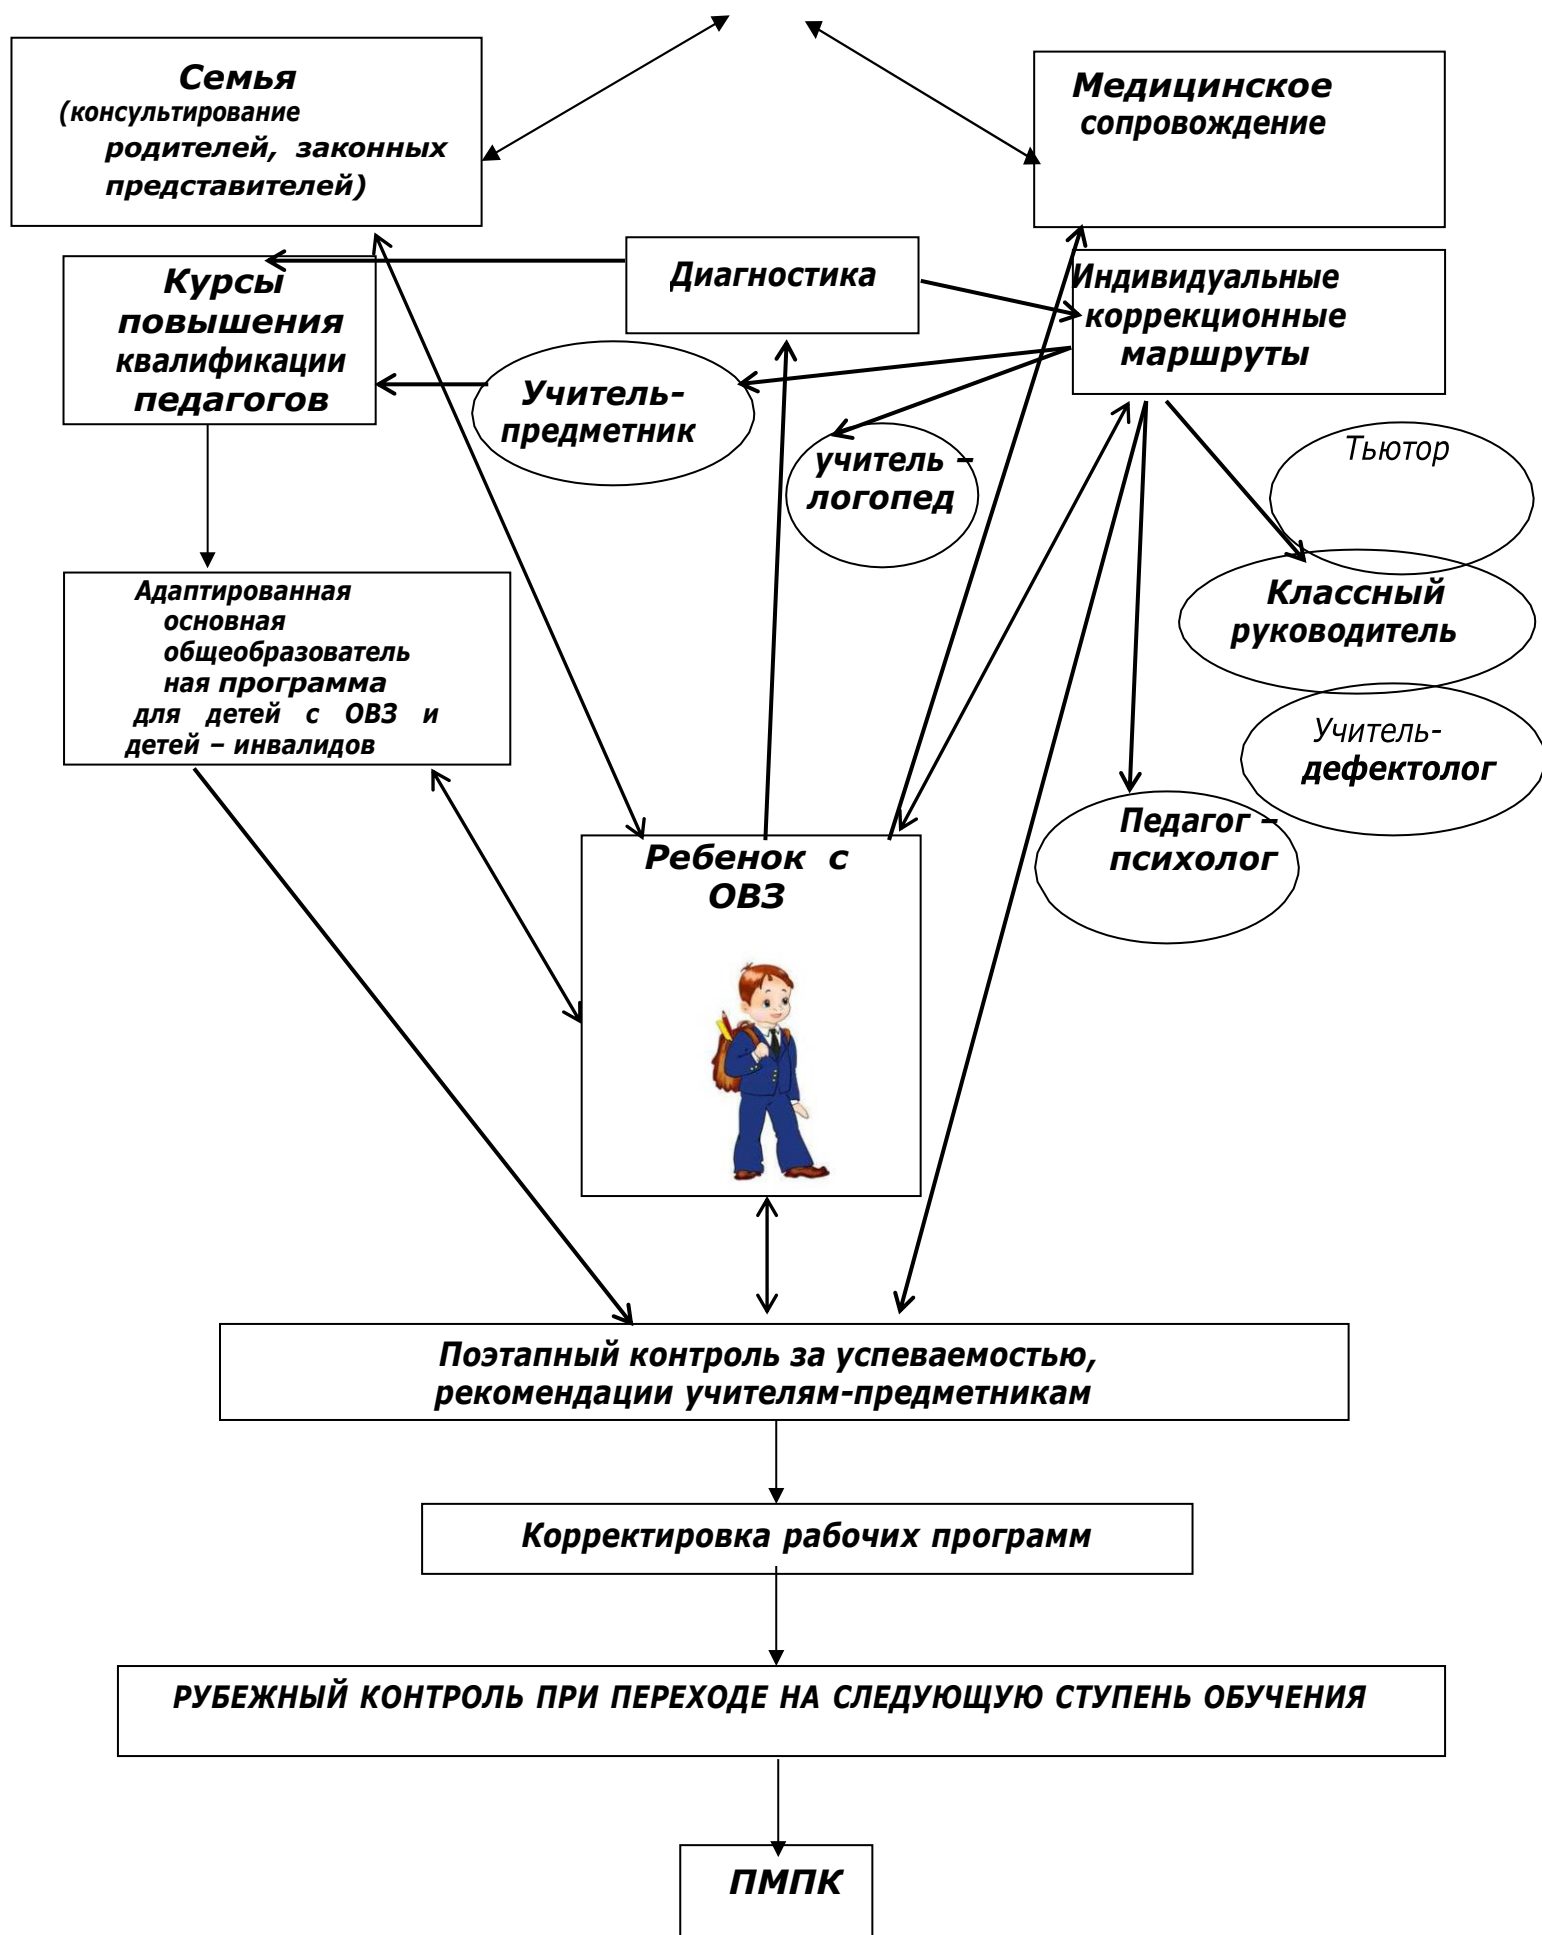 Семья
(консультирование
родителей, законных
представителей)
Медицинское
сопровождение
Диагностика
Курсы
повышения
квалификации
педагогов
Индивидуальные
коррекционные
маршруты
Учитель-
предметник
учитель –
логопед
Тьютор
Классный
руководитель
Учитель-
дефектолог
Педагог –
психолог
Адаптированная
основная
общеобразователь
ная программа
для детей с ОВЗ и
детей – инвалидов
Ребенок с
ОВЗ
Поэтапный контроль за успеваемостью,
рекомендации учителям-предметникам
Корректировка рабочих программ
РУБЕЖНЫЙ КОНТРОЛЬ ПРИ ПЕРЕХОДЕ НА СЛЕДУЮЩУЮ СТУПЕНЬ ОБУЧЕНИЯ
ПМПК